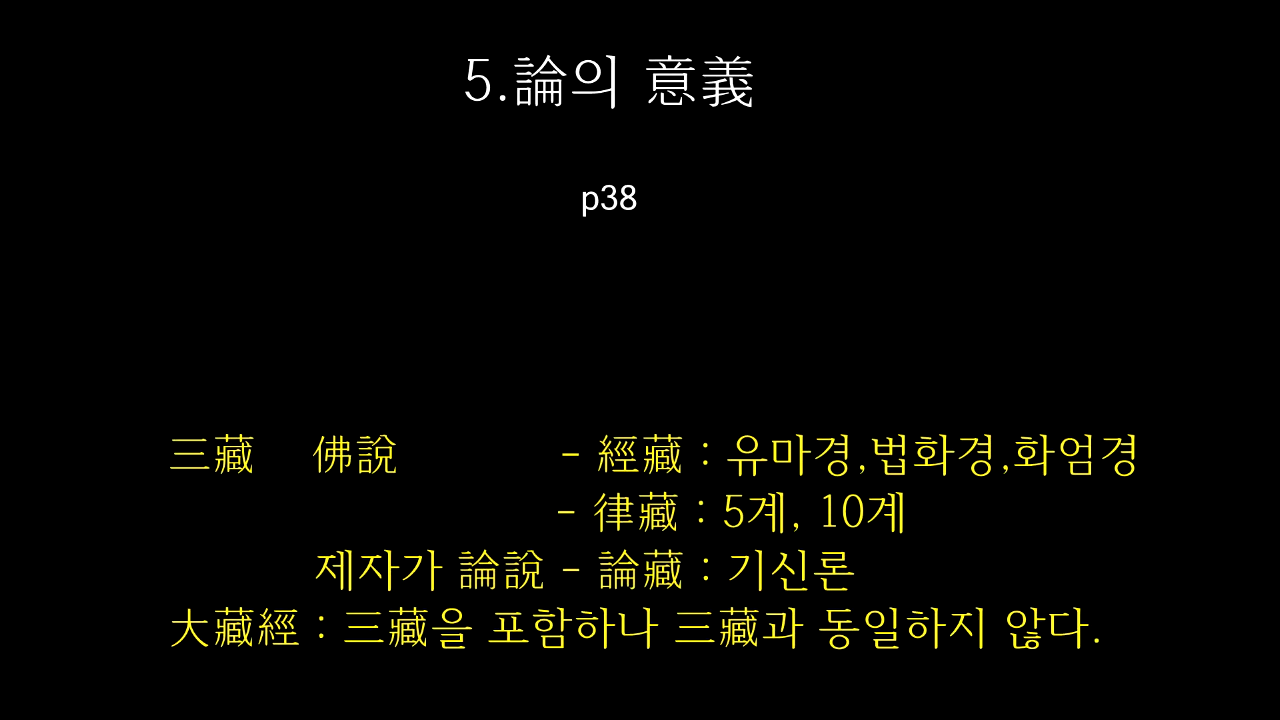 5.論의 意義
p38
三藏 佛說 - 經藏 : 유마경,법화경,화엄경
- 律藏 : 5계, 10계
제자가 論說 - 論藏 : 기신론
大藏經 : 三藏을 포함하나 三藏과 동일하지 않다.